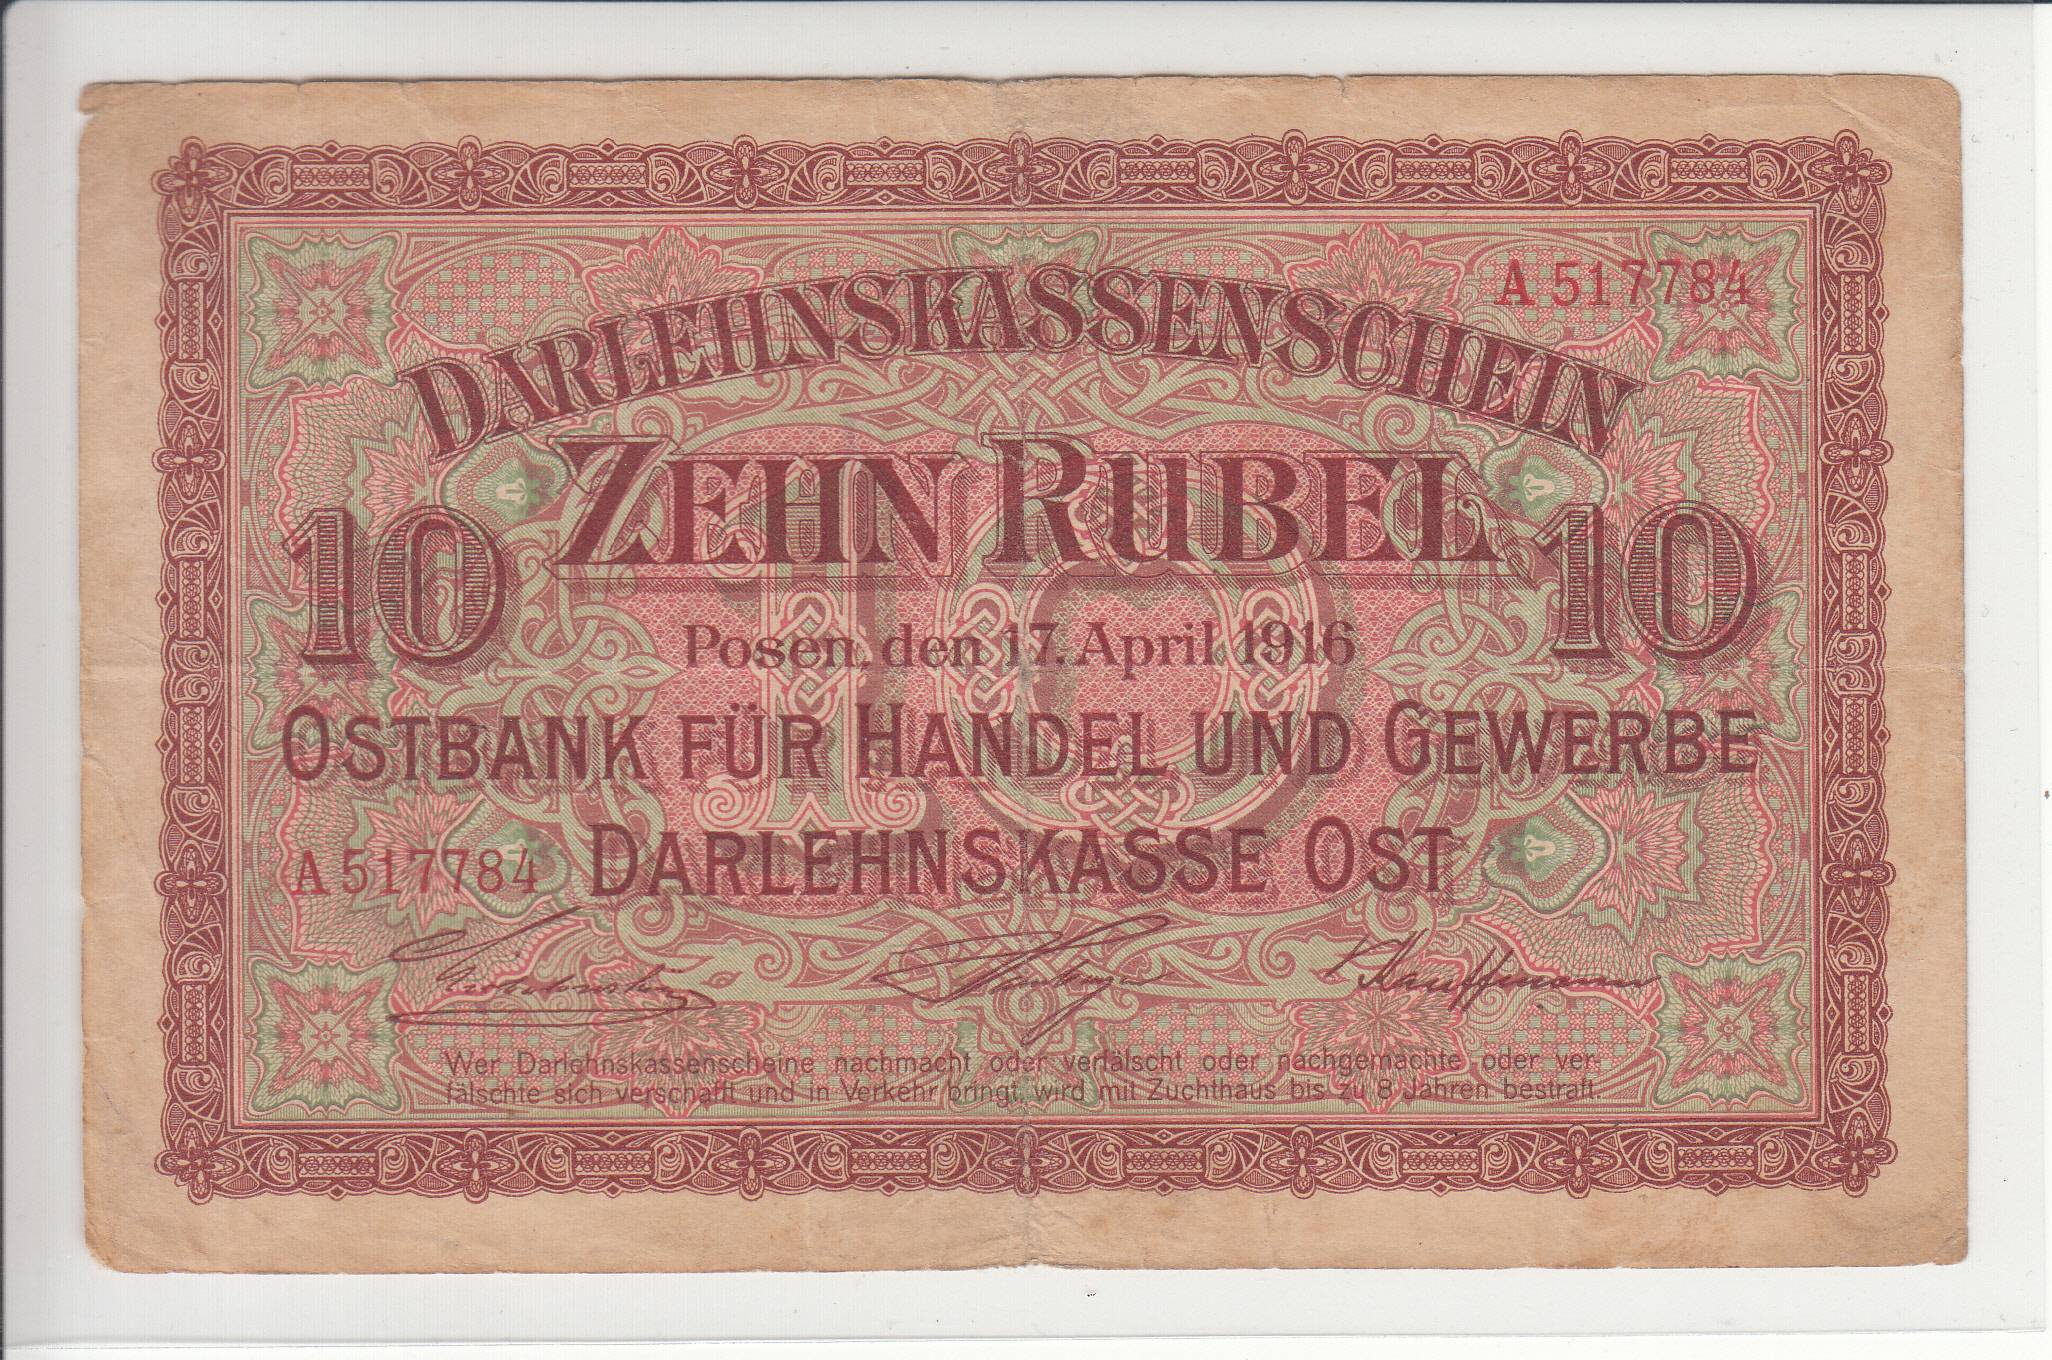 DARLEHNSKASSENSCHEIN
A 517784
ZEHN RUBEL
10
10
Posen, den 17. April 1916
OSTBANK FÜR HANDEL UND GEWERBE
DARLEHNSKASSE OST
A 517784
Kauffmann
Wer Darlehnskassenscheine nachmacht oder verfälscht oder nachgemachte oder ver-
fälschte sich verschafft und in Verkehr bringt, wird mit Zuchthaus bis zu 8 Jahren bestraft.
10